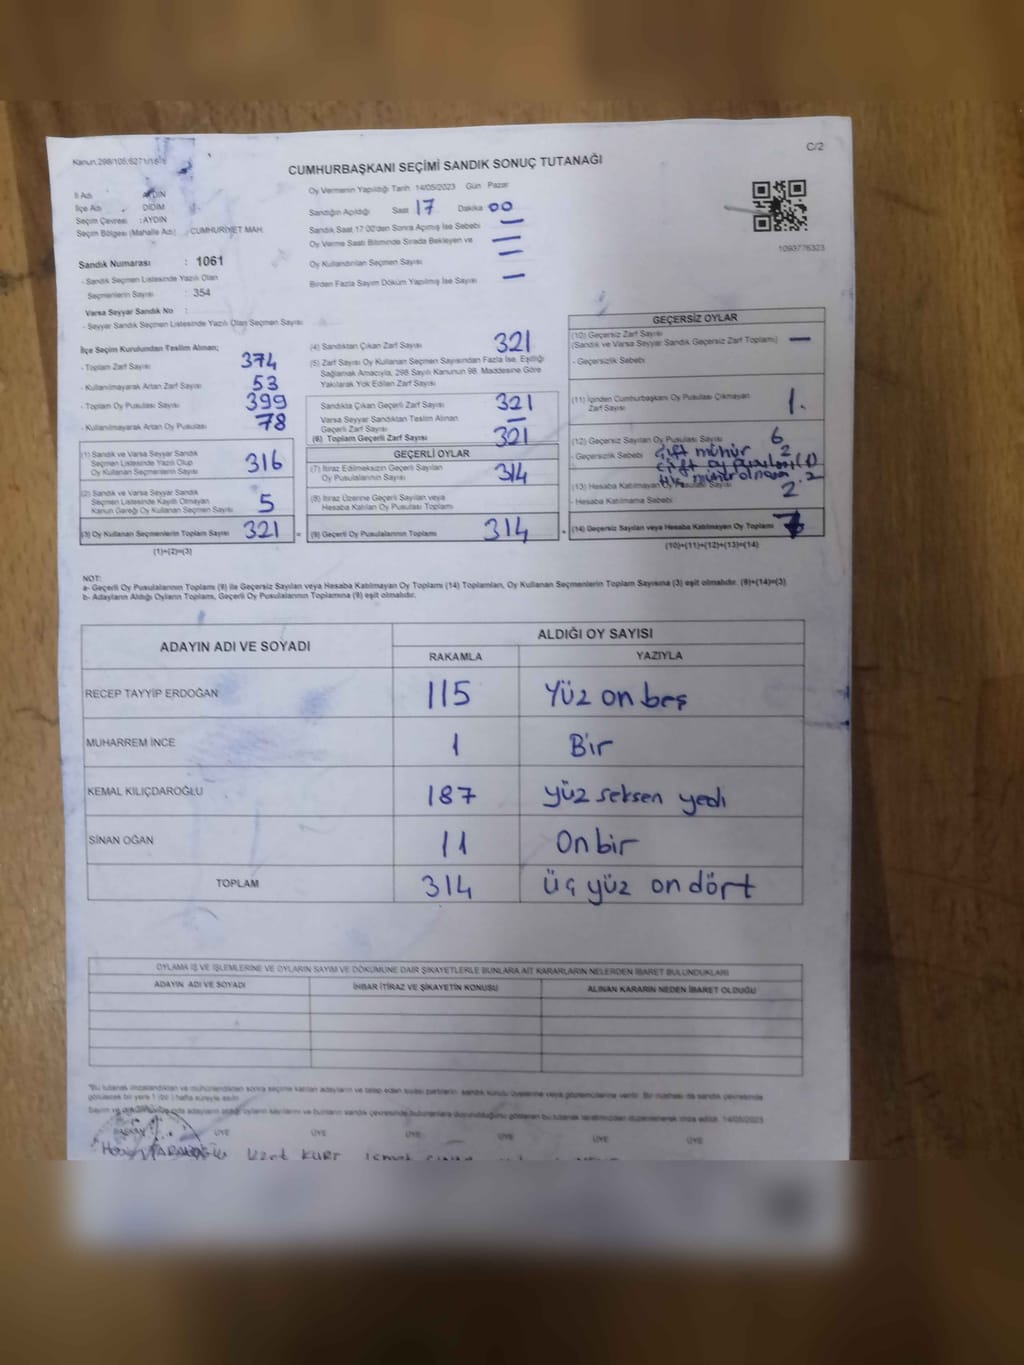 Kanun:298/105;6271/
C/2
CUMHURBAŞKANI SEÇİMİ SANDIK SONUÇ TUTANAĞI
İl Adı AYDIN
İlçe Adı DİDİM
Seçim Çevresi : AYDIN
Seçim Bölgesi (Mahalle Adı) : CUMHURİYET MAH.
Sandık Numarası : 1061
- Sandık Seçmen Listesinde Yazılı Olan
Seçmenlerin Sayısı : 354
Varsa Seyyar Sandık No :
- Seyyar Sandık Seçmen Listesinde Yazılı Olan Seçmen Sayısı
Oy Vermenin Yapıldığı Tarih 14/05/2023 Gün Pazar
Sandığın Açıldığı Saat 17 Dakika 00
Sandık Saat 17:00'den Sonra Açılmış İse Sebebi —
Oy Verme Saati Bitiminde Sırada Bekleyen ve —
Oy Kullandırılan Seçmen Sayısı —
Birden Fazla Sayım Döküm Yapılmış İse Sayısı —
1093776323
İlçe Seçim Kurulundan Teslim Alınan;
- Toplam Zarf Sayısı 374
- Kullanılmayarak Artan Zarf Sayısı 53
- Toplam Oy Pusulası Sayısı 399
- Kullanılmayarak Artan Oy Pusulası 78
(1) Sandık ve Varsa Seyyar Sandık
Seçmen Listesinde Yazılı Olup
Oy Kullanan Seçmenlerin Sayısı 316
(2) Sandık ve Varsa Seyyar Sandık
Seçmen Listesinde Kayıtlı Olmayan
Kanun Gereği Oy Kullanan Seçmen Sayısı 5
(3) Oy Kullanan Seçmenlerin Toplam Sayısı 321 =
(1)+(2)=(3)
(4) Sandıktan Çıkan Zarf Sayısı 321
(5) Zarf Sayısı Oy Kullanan Seçmen Sayısından Fazla İse, Eşitliği
Sağlamak Amacıyla, 298 Sayılı Kanunun 98. Maddesine Göre
Yakılarak Yok Edilen Zarf Sayısı
Sandıkta Çıkan Geçerli Zarf Sayısı 321
Varsa Seyyar Sandıktan Teslim Alınan
Geçerli Zarf Sayısı —
(6) Toplam Geçerli Zarf Sayısı 321
GEÇERLİ OYLAR
(7) İtiraz Edilmeksizin Geçerli Sayılan
Oy Pusulalarının Sayısı 314
(8) İtiraz Üzerine Geçerli Sayılan veya
Hesaba Katılan Oy Pusulası Toplamı
(9) Geçerli Oy Pusulalarının Toplamı 314 +
GEÇERSİZ OYLAR
(10) Geçersiz Zarf Sayısı
(Sandık ve Varsa Seyyar Sandık Geçersiz Zarf Toplamı) —
- Geçersizlik Sebebi
(11) İçinden Cumhurbaşkanı Oy Pusulası Çıkmayan
Zarf Sayısı 1.
(12) Geçersiz Sayılan Oy Pusulası Sayısı 6
- Geçersizlik Sebebi Çift mühür 2
Çift oy pusulası (1)
(13) Hesaba Katılmayan Oy Pusulası Sayısı
- Hesaba Katılmama Sebebi 2
(14) Geçersiz Sayılan veya Hesaba Katılmayan Oy Toplamı 7
(10)+(11)+(12)+(13)=(14)
NOT:
a- Geçerli Oy Pusulalarının Toplamı (9) ile Geçersiz Sayılan veya Hesaba Katılmayan Oy Toplamı (14) Toplamları, Oy Kullanan Seçmenlerin Toplam Sayısına (3) eşit olmalıdır. (9)+(14)=(3)
b- Adayların Aldığı Oyların Toplamı, Geçerli Oy Pusulalarının Toplamına (9) eşit olmalıdır.
ADAYIN ADI VE SOYADI
ALDIĞI OY SAYISI
RAKAMLA YAZIYLA
RECEP TAYYİP ERDOĞAN 115 Yüz on beş
MUHARREM İNCE 1 Bir
KEMAL KILIÇDAROĞLU 187 yüz seksen yedi
SİNAN OĞAN 11 On bir
TOPLAM 314 üç yüz on dört
OYLAMA İŞ VE İŞLEMLERİNE VE OYLARIN SAYIM VE DÖKÜMÜNE DAİR ŞİKAYETLERLE BUNLARA AİT KARARLARIN NELERDEN İBARET BULUNDUKLARI
ADAYIN ADI VE SOYADI İHBAR İTİRAZ VE ŞİKAYETİN KONUSU ALINAN KARARIN NEDEN İBARET OLDUĞU
BAŞKAN ÜYE ÜYE ÜYE ÜYE ÜYE ÜYE
KURT